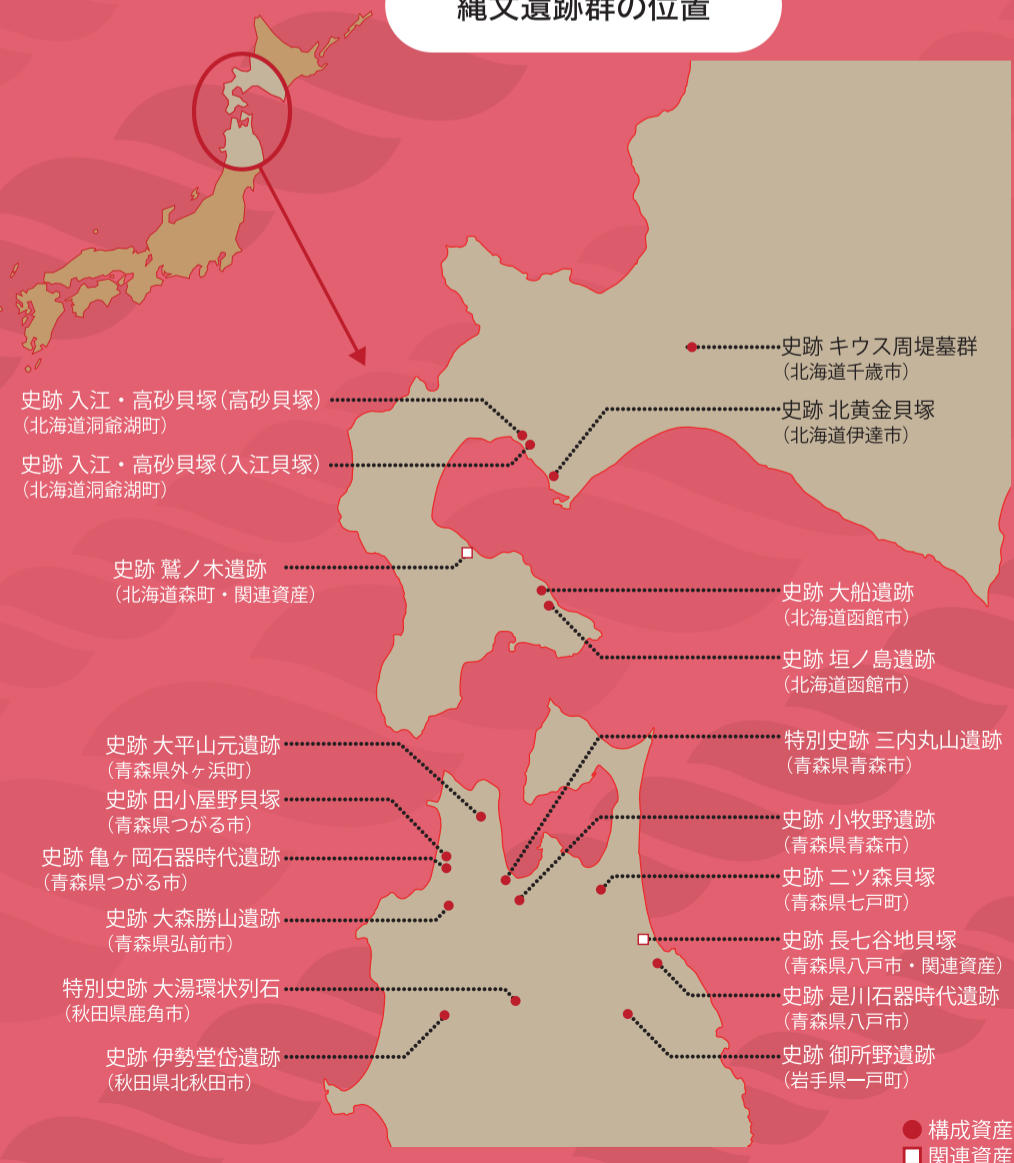 縄文遺跡群の位置
史跡 キウス周堤墓群
（北海道千歳市）
史跡 入江・高砂貝塚（高砂貝塚）
（北海道洞爺湖町）
史跡 北黄金貝塚
（北海道伊達市）
史跡 入江・高砂貝塚（入江貝塚）
（北海道洞爺湖町）
史跡 鷲ノ木遺跡
（北海道森町・関連資産）
史跡 大船遺跡
（北海道函館市）
史跡 垣ノ島遺跡
（北海道函館市）
史跡 大平山元遺跡
（青森県外ヶ浜町）
史跡 田小屋野貝塚
（青森県つがる市）
史跡 亀ヶ岡石器時代遺跡
（青森県つがる市）
史跡 大森勝山遺跡
（青森県弘前市）
特別史跡 大湯環状列石
（秋田県鹿角市）
史跡 伊勢堂岱遺跡
（秋田県北秋田市）
特別史跡 三内丸山遺跡
（青森県青森市）
史跡 小牧野遺跡
（青森県青森市）
史跡 二ツ森貝塚
（青森県七戸町）
史跡 長七谷地貝塚
（青森県八戸市・関連資産）
史跡 是川石器時代遺跡
（青森県八戸市）
史跡 御所野遺跡
（岩手県一戸町）
構成資産
関連資産